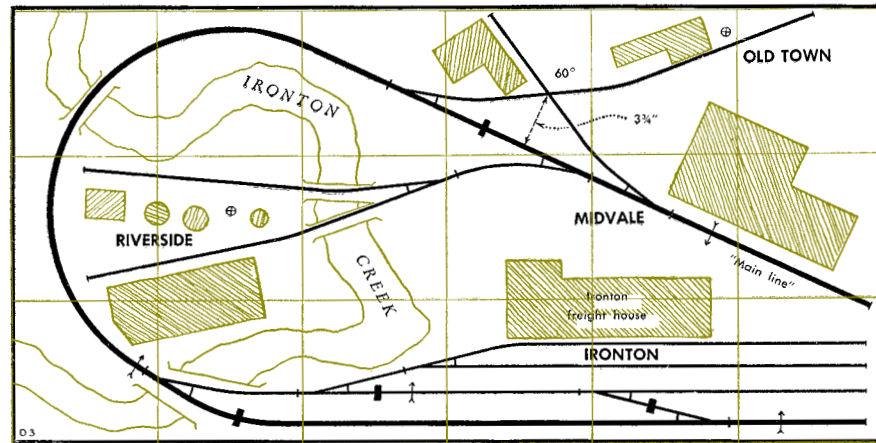 60°
OLD TOWN
IRONTON
3¾"
MIDVALE
RIVERSIDE
"Main line"
CREEK
Ironton
freight house
IRONTON
D3